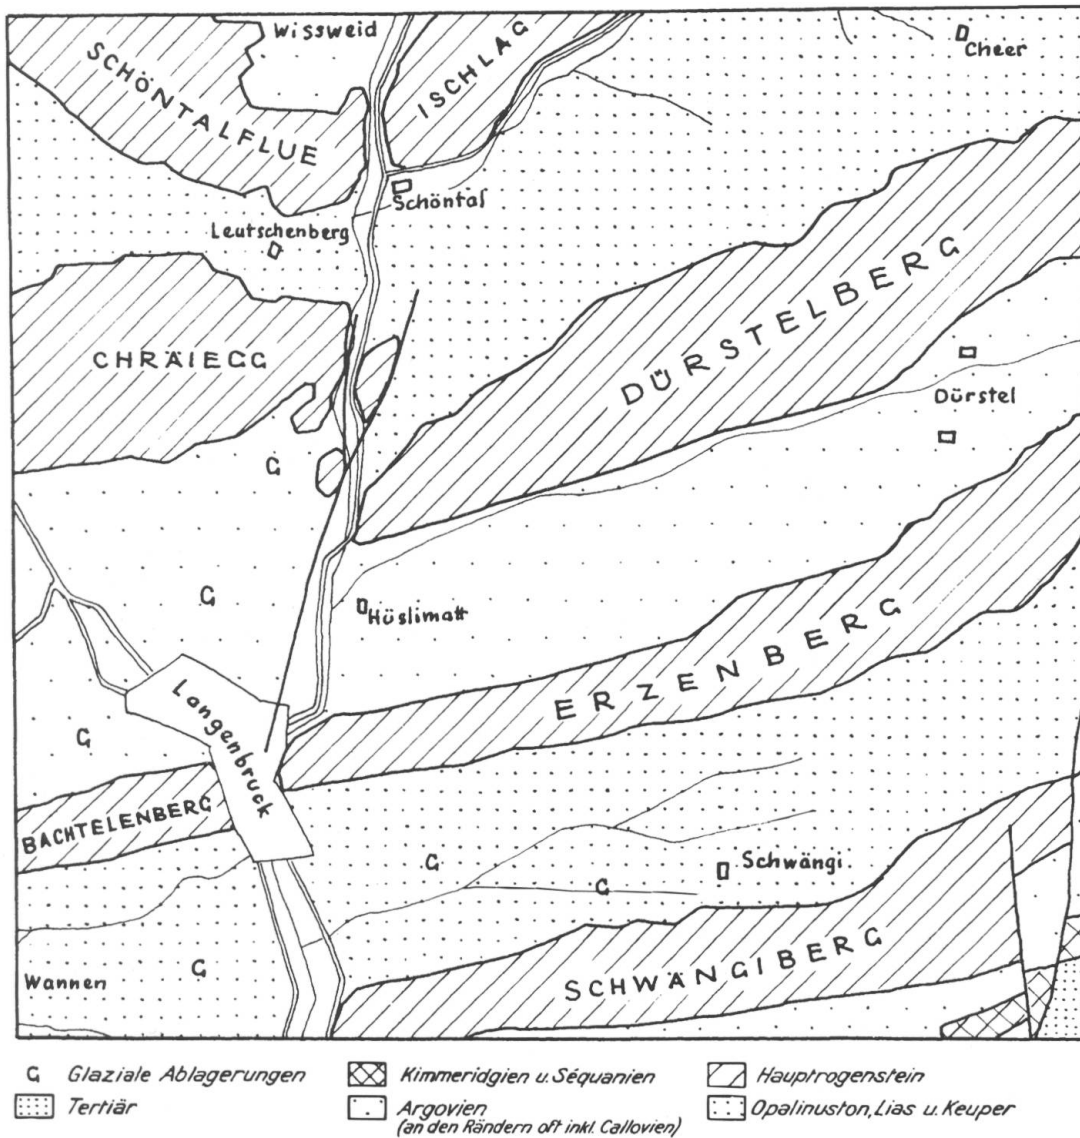 Wissweid
Cheer
SCHÖNTALFLUE
ISCHLAG
Schöntal
Leutschenberg
DÜRSTELBERG
CHRÄIEGG
Dürstel
G
G
Hüslimatt
ERZENBERG
Langenbruck
G
BACHTELENBERG
G
Schwängi
G
SCHWÄNGIBERG
G
Wannen
G Glaziale Ablagerungen
Kimmeridgien u. Séquanien
Hauptrogenstein
Tertiär
Argovien
(an den Rändern oft inkl. Callovien)
Opalinuston, Lias u. Keuper